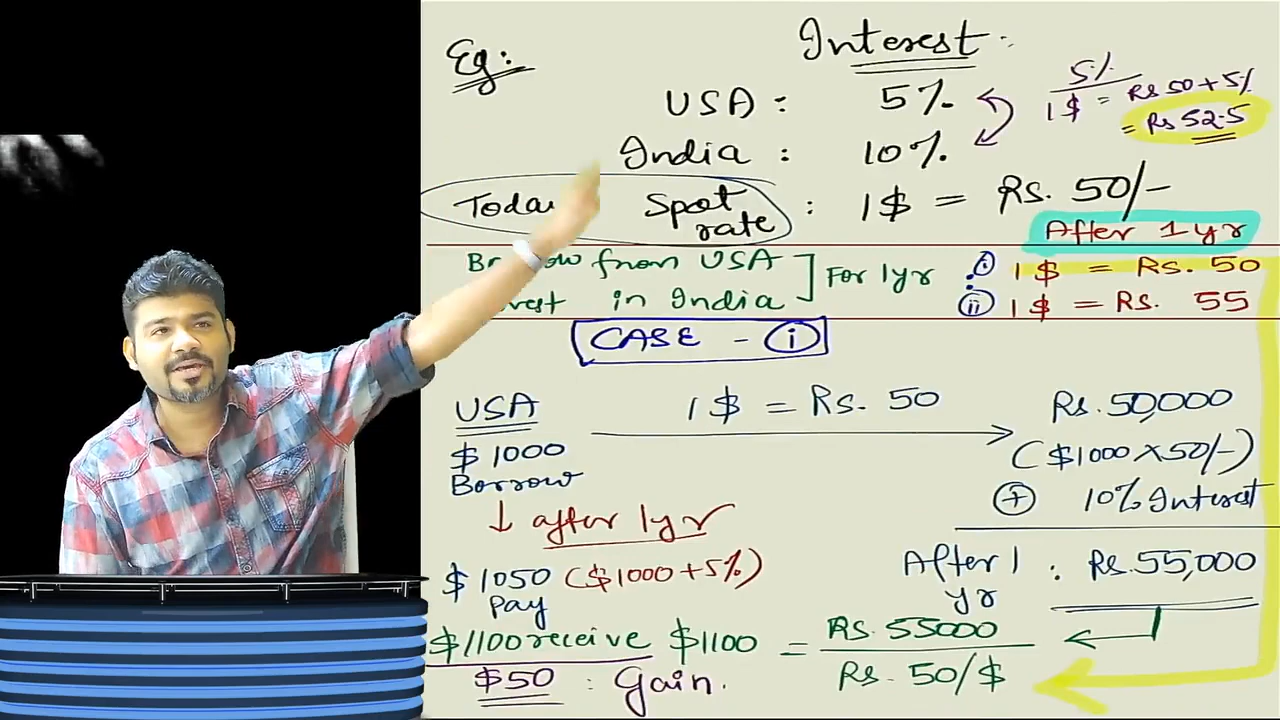 Eg:
Interest:
USA : 5%
India : 10%
5%
1$ = Rs 50 + 5%
= Rs 52.5
Spot rate : 1$ = Rs. 50/-
After 1 yr
from USA
in India
For 1yr
(i) 1$ = Rs. 50
(ii) 1$ = Rs. 55
CASE - (i)
USA
1$ = Rs. 50
Rs. 50,000
$ 1000
Borrow
($1000 x 50/-)
(+) 10% Interest
↓ after 1yr
After 1 yr : Rs. 55,000
$ 1050 ($1000 + 5%)
Pay
$1100 receive $1100 = Rs. 55000
Rs. 50/$
$50 : Gain.